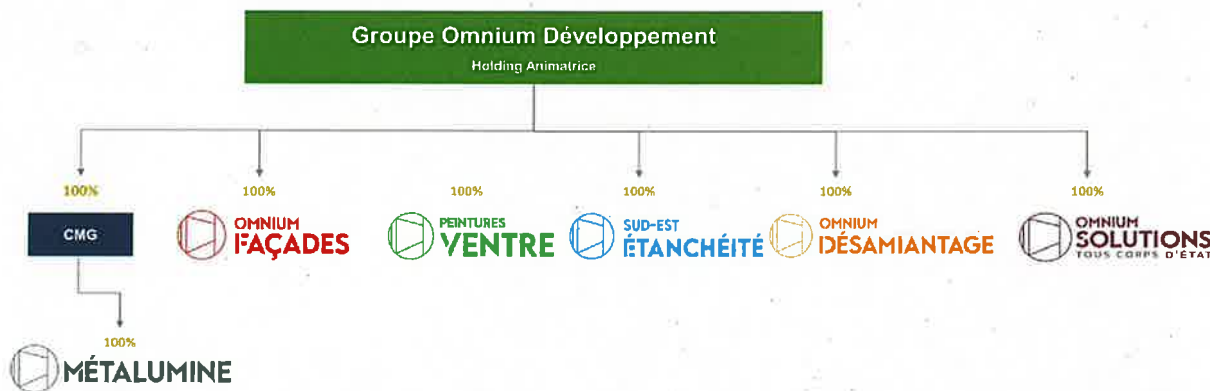 Groupe Omnium Développement
Holding Animatrice
100%
100%
100%
100%
100%
100%
CMG
OMNIUM
FAÇADES
PEINTURES
VENTRE
SUD-EST
ÉTANCHÉITÉ
OMNIUM
DÉSAMIANTAGE
OMNIUM
SOLUTIONS
TOUS CORPS D'ÉTAT
100%
MÉTALUMINE